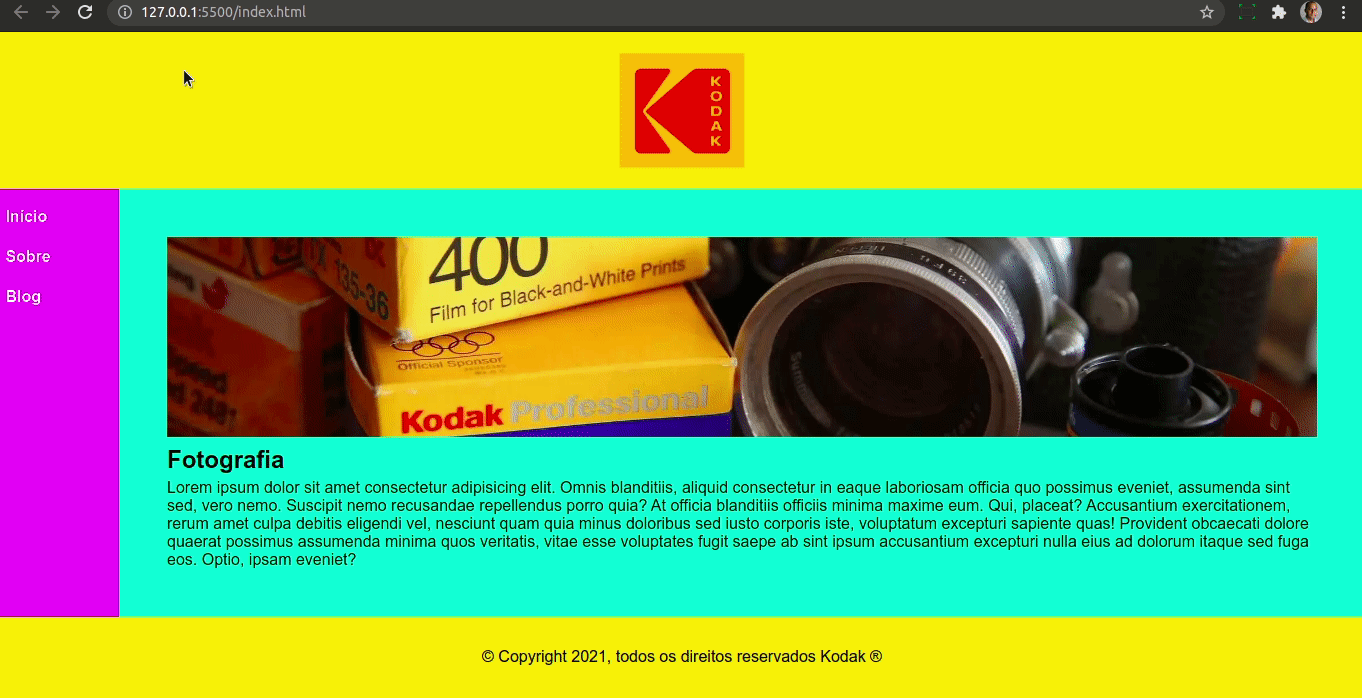 127.0.0.1:5500/index.html
KODAK
Início
Sobre
Blog
400
135-36
Film for Black-and-White Prints
Official Sponsor
Kodak Professional
Fotografia
Lorem ipsum dolor sit amet consectetur adipisicing elit. Omnis blanditiis, aliquid consectetur in eaque laboriosam officia quo possimus eveniet, assumenda sint
sed, vero nemo. Suscipit nemo recusandae repellendus porro quia? At officia blanditiis officiis minima maxime eum. Qui, placeat? Accusantium exercitationem,
rerum amet culpa debitis eligendi vel, nesciunt quam quia minus doloribus sed iusto corporis iste, voluptatum excepturi sapiente quas! Provident obcaecati dolore
quaerat possimus assumenda minima quos veritatis, vitae esse voluptates fugit saepe ab sint ipsum accusantium excepturi nulla eius ad dolorum itaque sed fuga
eos. Optio, ipsam eveniet?
© Copyright 2021, todos os direitos reservados Kodak ®